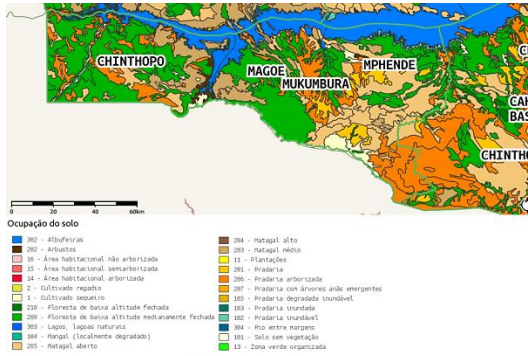 CHINTHOPO
MAGOE
MUKUMBURA
MPHENDE
CA
BAS
CHINTH
0 20 40 60km
Ocupação do solo
302 - Albufeiras
202 - Arbustos
16 - Área habitacional não arborizada
15 - Área habitacional semiarborizada
14 - Área habitacional arborizada
2 - Cultivado regadio
1 - Cultivado sequeiro
210 - Floresta de baixa altitude fechada
209 - Floresta de baixa altitude medianamente fechada
303 - Lagos, lagoas naturais
104 - Mangal (localmente degradado)
205 - Matagal aberto
204 - Matagal alto
203 - Matagal médio
11 - Plantações
201 - Pradaria
206 - Pradaria arborizada
207 - Pradaria com árvores anãs emergentes
105 - Pradaria degradada inundável
103 - Pradaria inundada
102 - Pradaria inundável
304 - Rio entre margens
101 - Solo sem vegetação
13 - Zona verde organizada